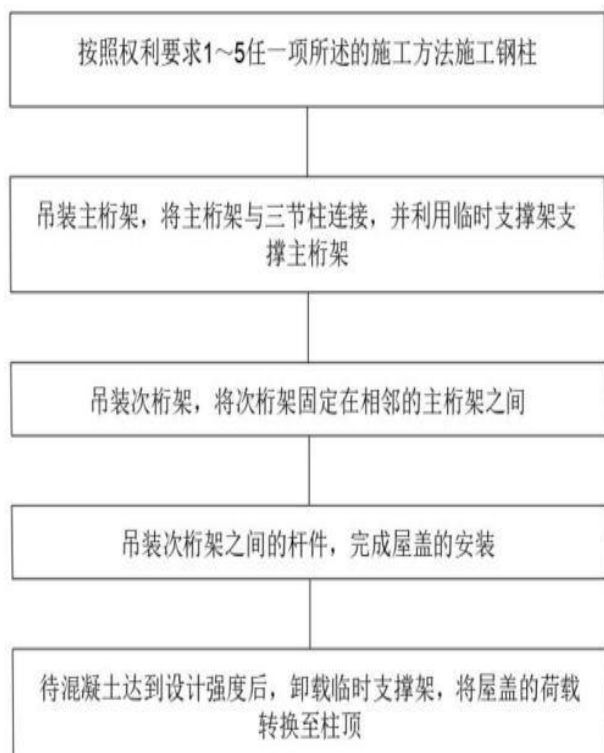 按照权利要求1～5任一项所述的施工方法施工钢柱
吊装主桁架，将主桁架与三节柱连接，并利用临时支撑架支
撑主桁架
吊装次桁架，将次桁架固定在相邻的主桁架之间
吊装次桁架之间的杆件，完成屋盖的安装
待混凝土达到设计强度后，卸载临时支撑架，将屋盖的荷载
转换至柱顶